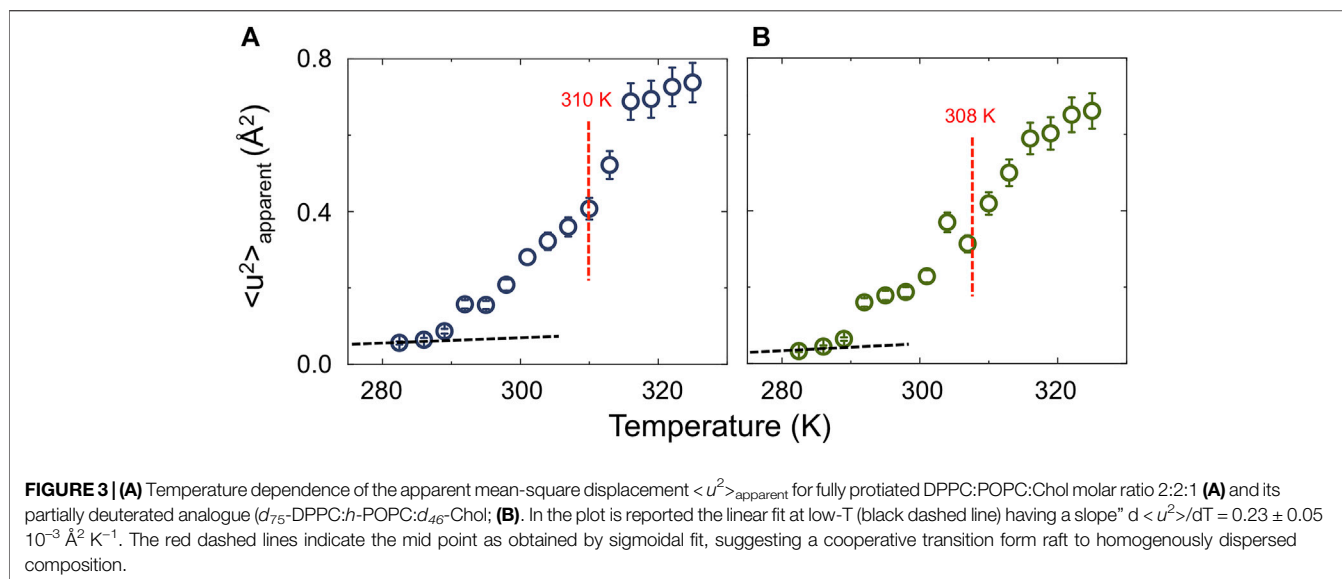 A
B
0.8
310 K
308 K
<u²>apparent (Å²)
0.4
0.0
280
300
320
280
300
320
Temperature (K)
FIGURE 3 | (A) Temperature dependence of the apparent mean-square displacement <u²>apparent for fully protiated DPPC:POPC:Chol molar ratio 2:2:1 (A) and its
partially deuterated analogue (d75-DPPC:h-POPC:d46-Chol; (B). In the plot is reported the linear fit at low-T (black dashed line) having a slope” d <u²>/dT = 0.23 ± 0.05
10⁻³ Å² K⁻¹. The red dashed lines indicate the mid point as obtained by sigmoidal fit, suggesting a cooperative transition form raft to homogenously dispersed
composition.